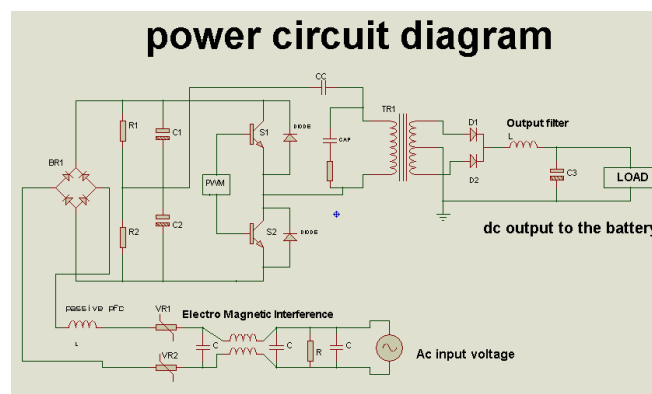 power circuit diagram
CC
TR1
R1
C1
S1
DIODE
CAP
D1
Output filter
L
BR1
PWM
D2
C3
LOAD
R2
C2
S2
DIODE
dc output to the battery
passive pfc
VR1
Electro Magnetic Interference
L
VR2
C
C
R
C
Ac input voltage